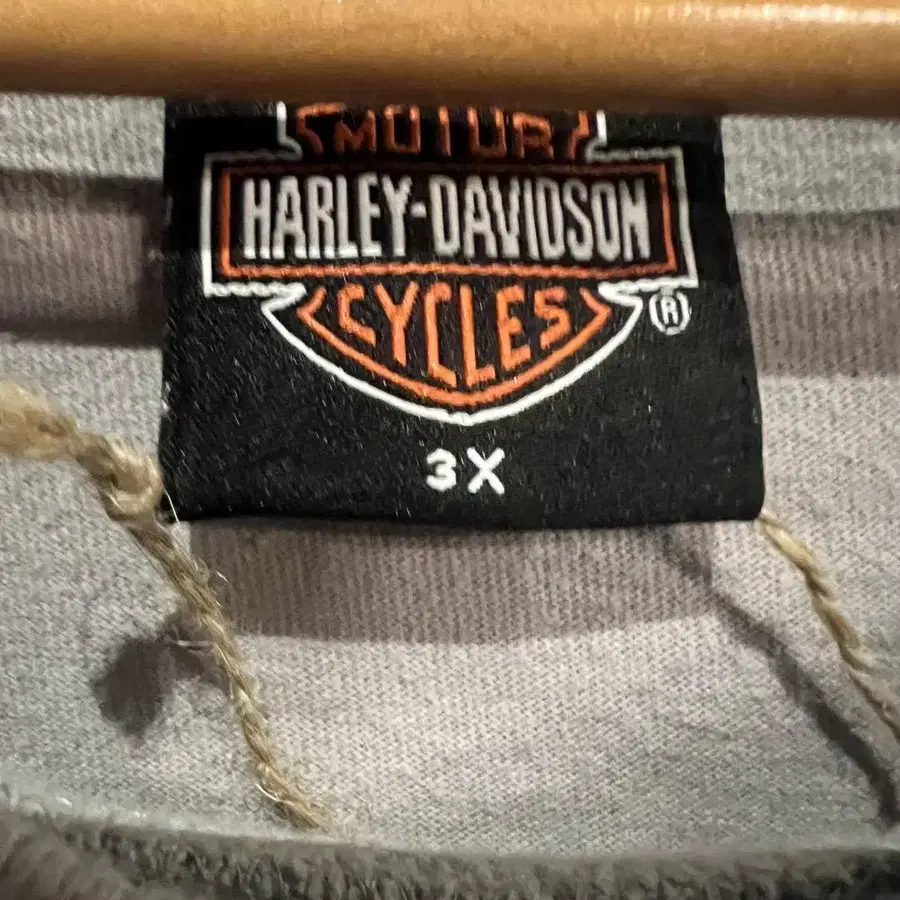 MOTOR
HARLEY-DAVIDSON
CYCLES
®
3X